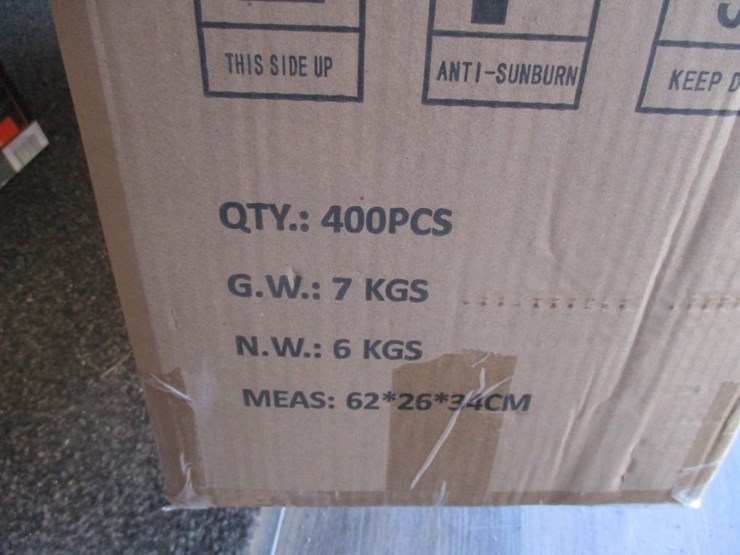 THIS SIDE UP
ANTI-SUNBURN
KEEP
QTY.: 400PCS
G.W.: 7 KGS
N.W.: 6 KGS
MEAS: 62*26*34CM